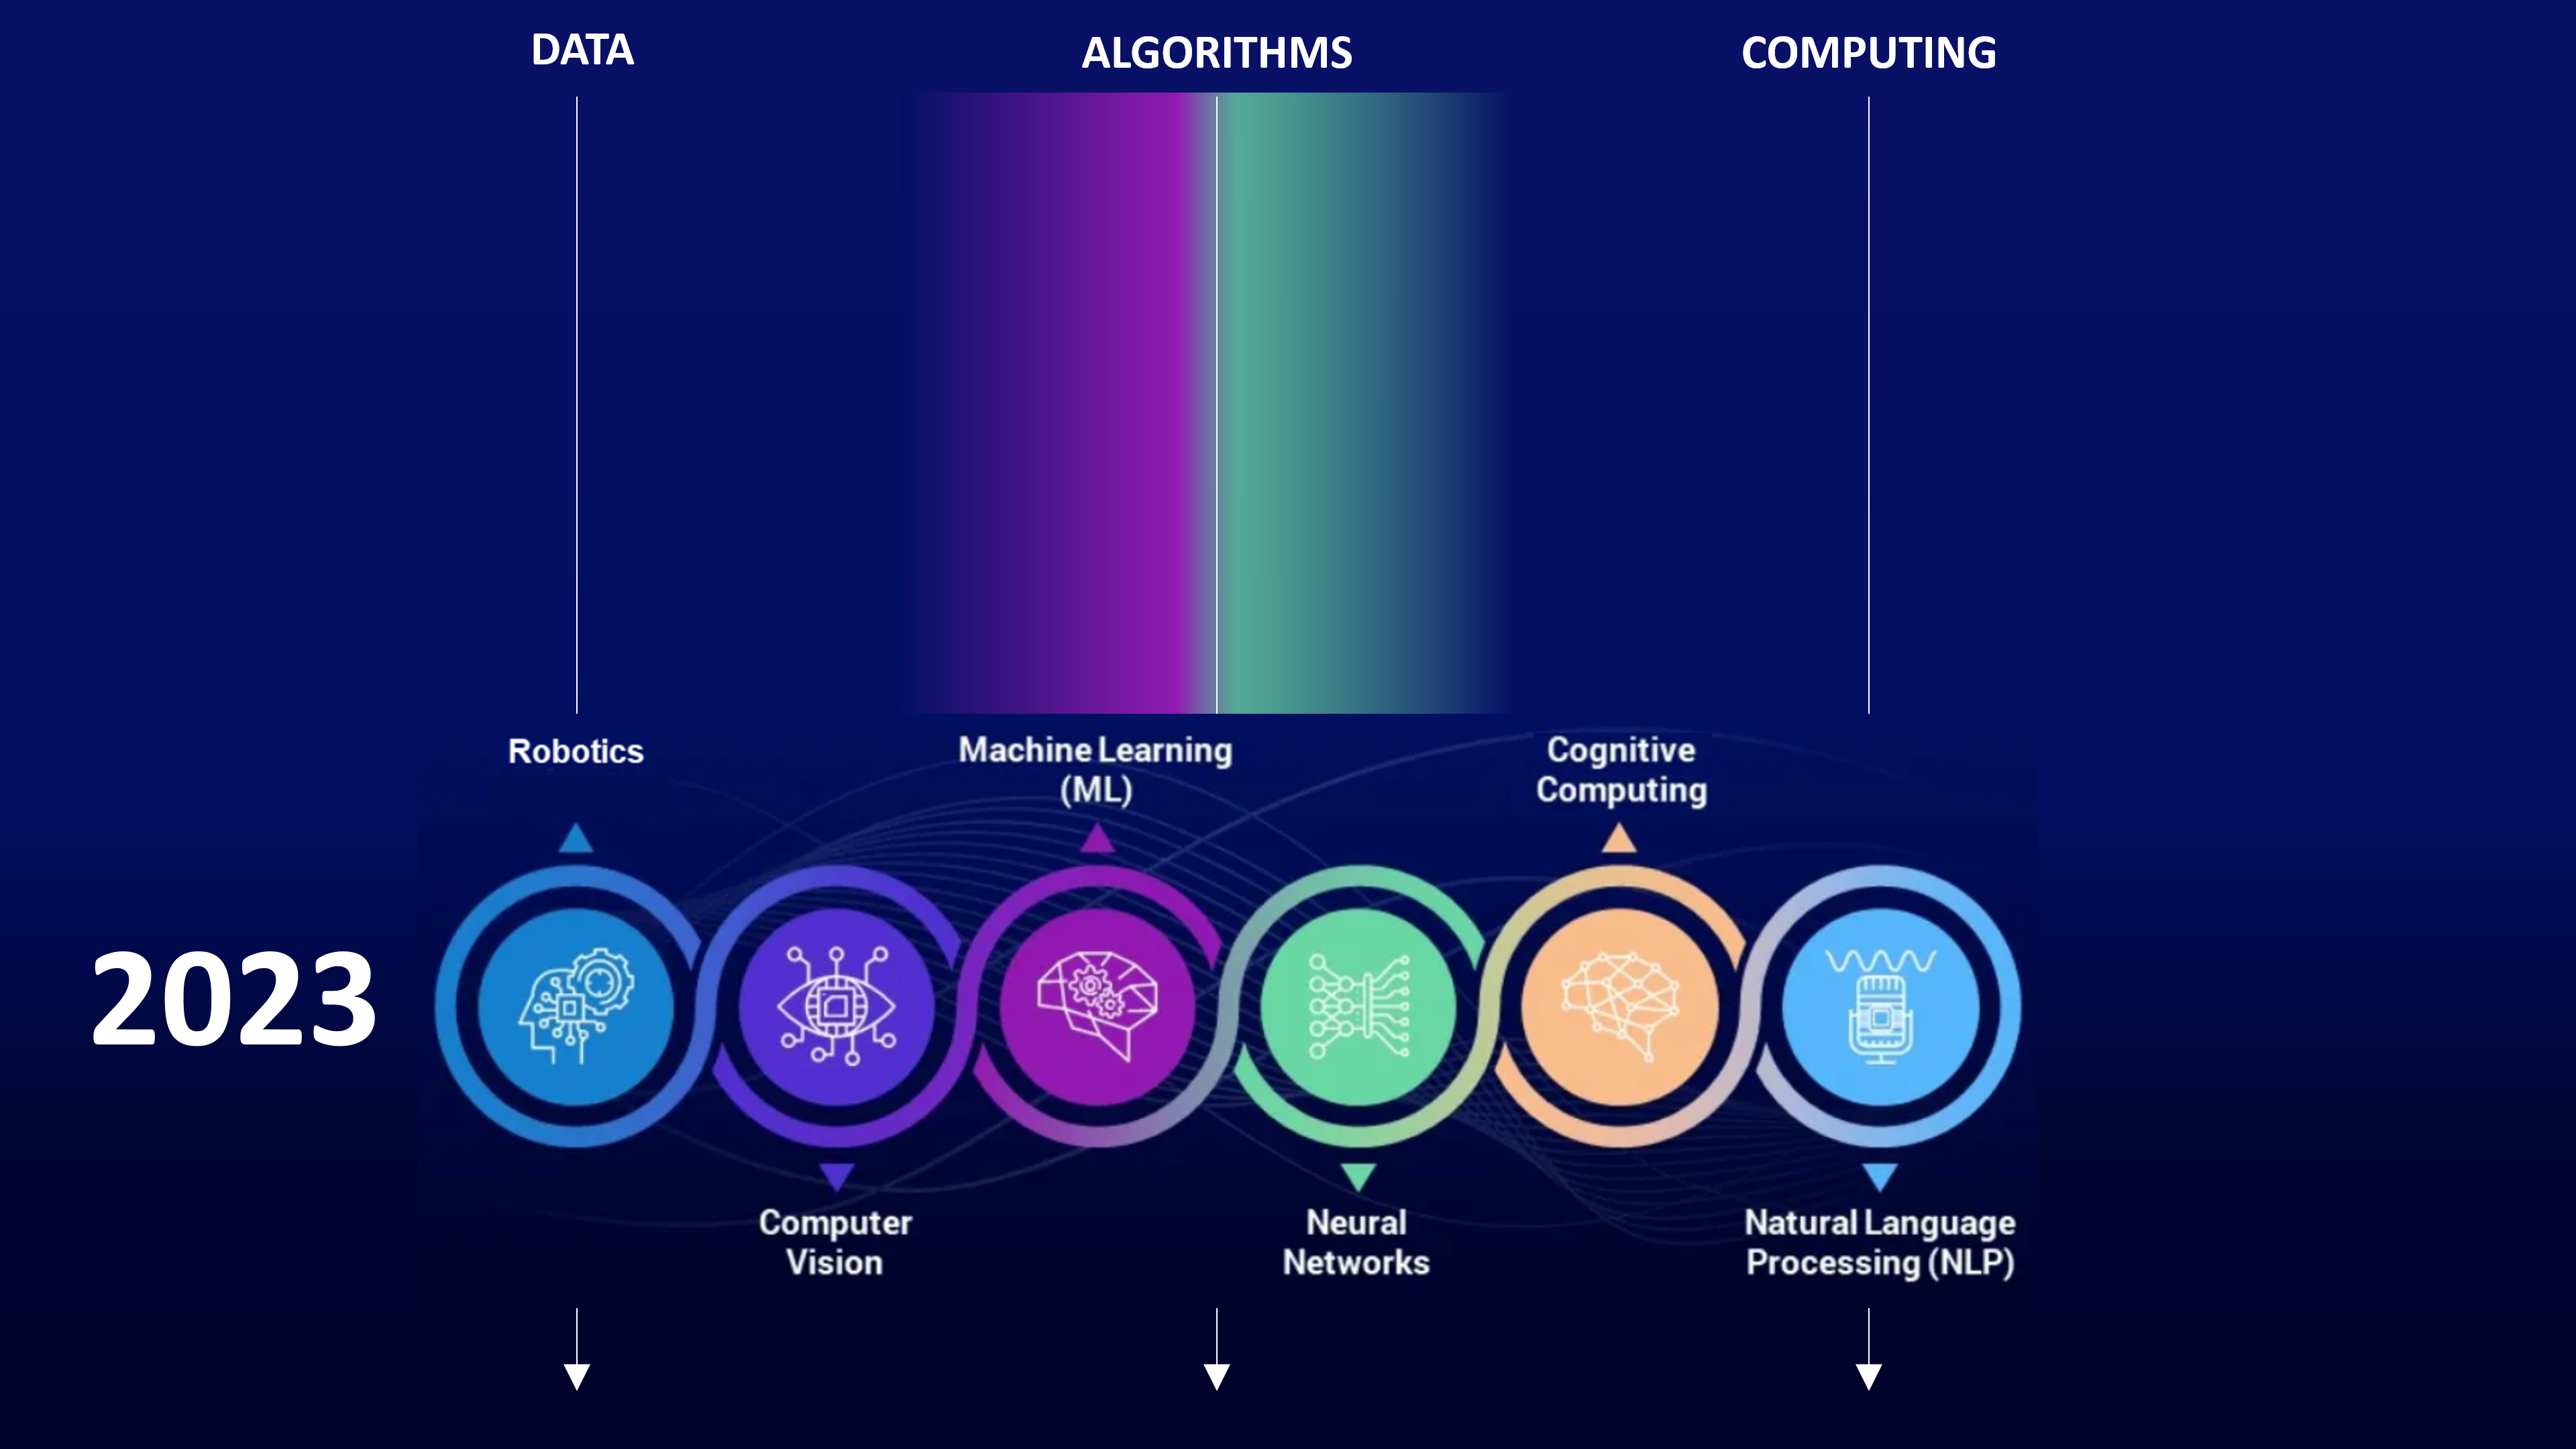 DATA
ALGORITHMS
COMPUTING
Robotics
Machine Learning
(ML)
Cognitive
Computing
2023
Computer
Vision
Neural
Networks
Natural Language
Processing (NLP)